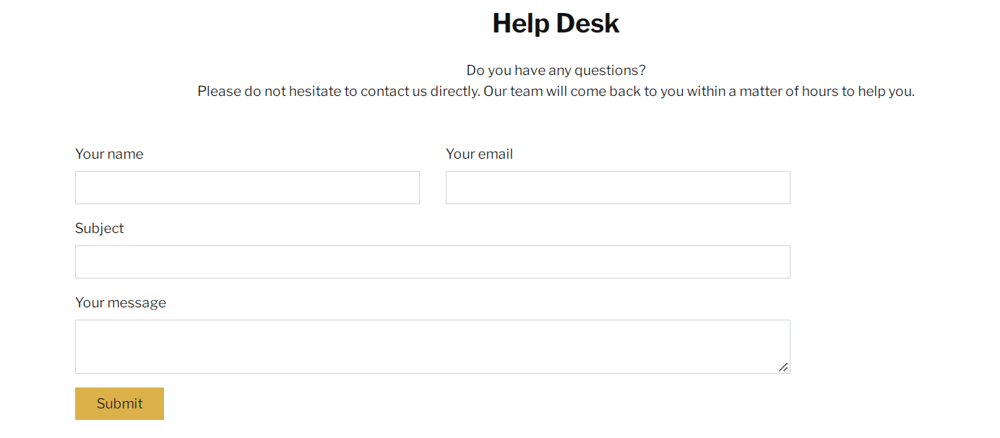 Help Desk
Do you have any questions?
Please do not hesitate to contact us directly. Our team will come back to you within a matter of hours to help you.
Your name
Your email
Subject
Your message
Submit